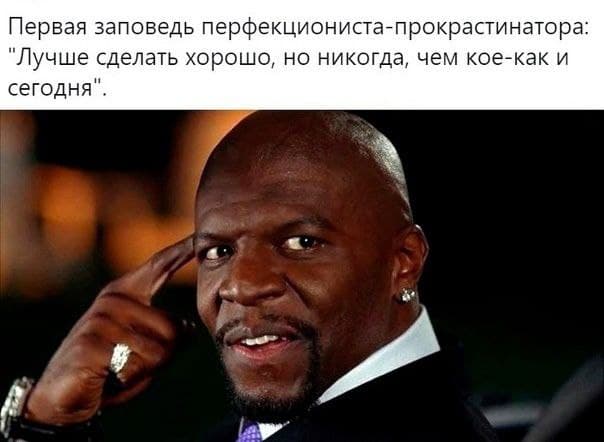 Первая заповедь перфекциониста-прокрастинатора:
"Лучше сделать хорошо, но никогда, чем кое-как и
сегодня".